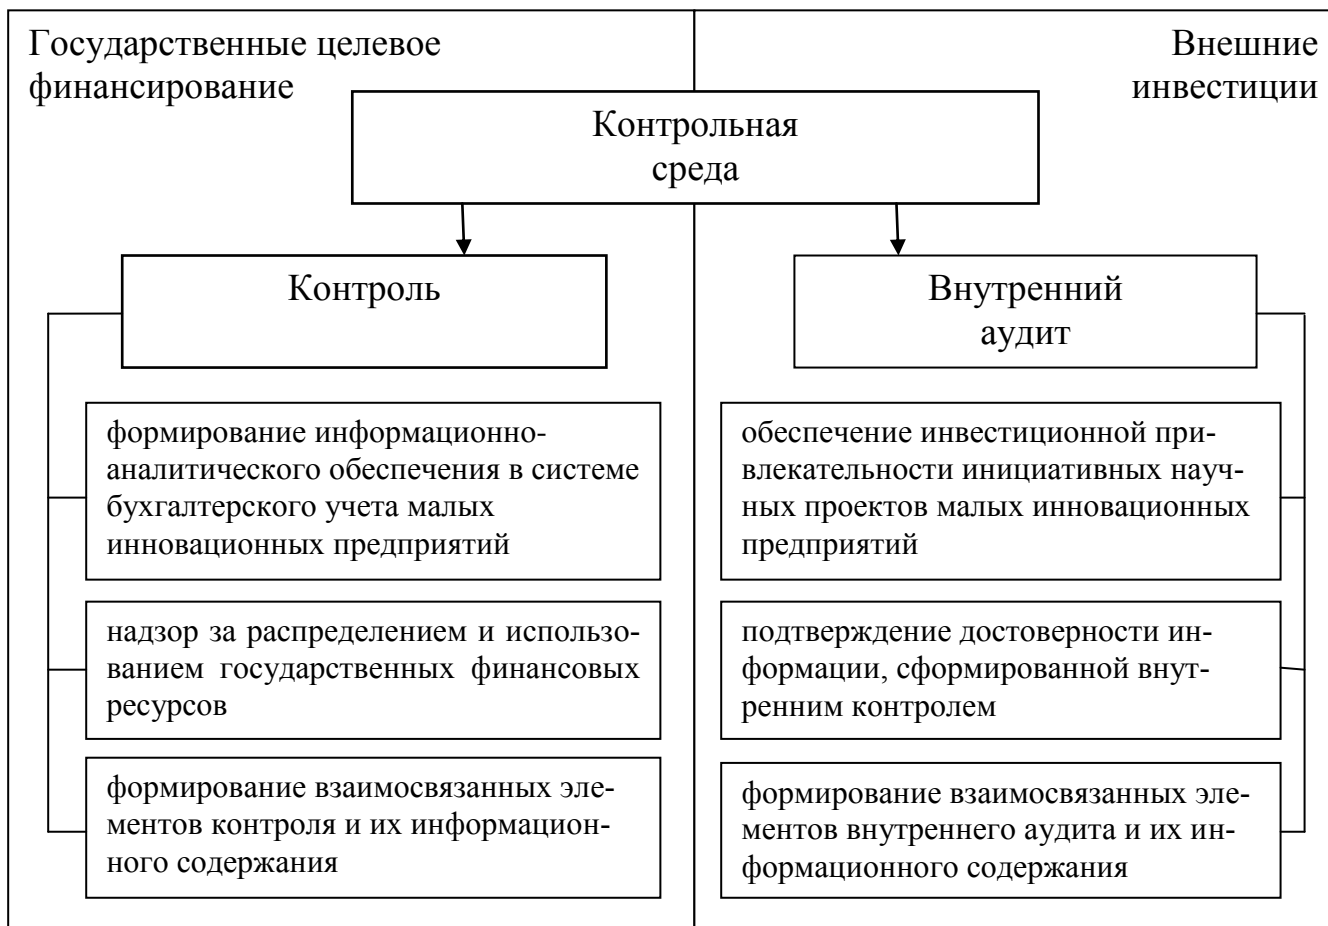 Государственные целевое
финансирование
Внешние
инвестиции
Контрольная
среда
Контроль
Внутренний
аудит
формирование информационно-
аналитического обеспечения в системе
бухгалтерского учета малых
инновационных предприятий
надзор за распределением и использо-
ванием государственных финансовых
ресурсов
формирование взаимосвязанных эле-
ментов контроля и их информацион-
ного содержания
обеспечение инвестиционной при-
влекательности инициативных науч-
ных проектов малых инновационных
предприятий
подтверждение достоверности ин-
формации, сформированной внут-
ренним контролем
формирование взаимосвязанных эле-
ментов внутреннего аудита и их ин-
формационного содержания